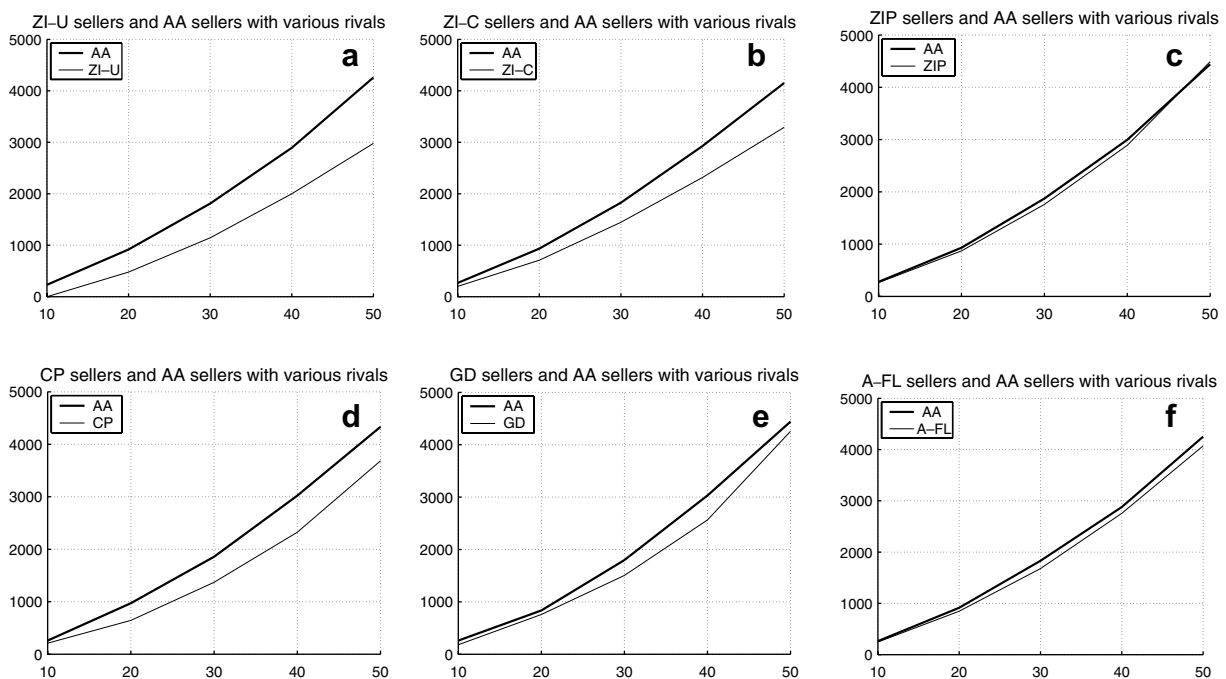 ZI–U sellers and AA sellers with various rivals
5000
4000
3000
2000
1000
0
10 20 30 40 50
AA
ZI–U
a
ZI–C sellers and AA sellers with various rivals
5000
4000
3000
2000
1000
0
10 20 30 40 50
AA
ZI–C
b
ZIP sellers and AA sellers with various rivals
5000
4000
3000
2000
1000
0
10 20 30 40 50
AA
ZIP
c
CP sellers and AA sellers with various rivals
5000
4000
3000
2000
1000
0
10 20 30 40 50
AA
CP
d
GD sellers and AA sellers with various rivals
5000
4000
3000
2000
1000
0
10 20 30 40 50
AA
GD
e
A–FL sellers and AA sellers with various rivals
5000
4000
3000
2000
1000
0
10 20 30 40 50
AA
A–FL
f